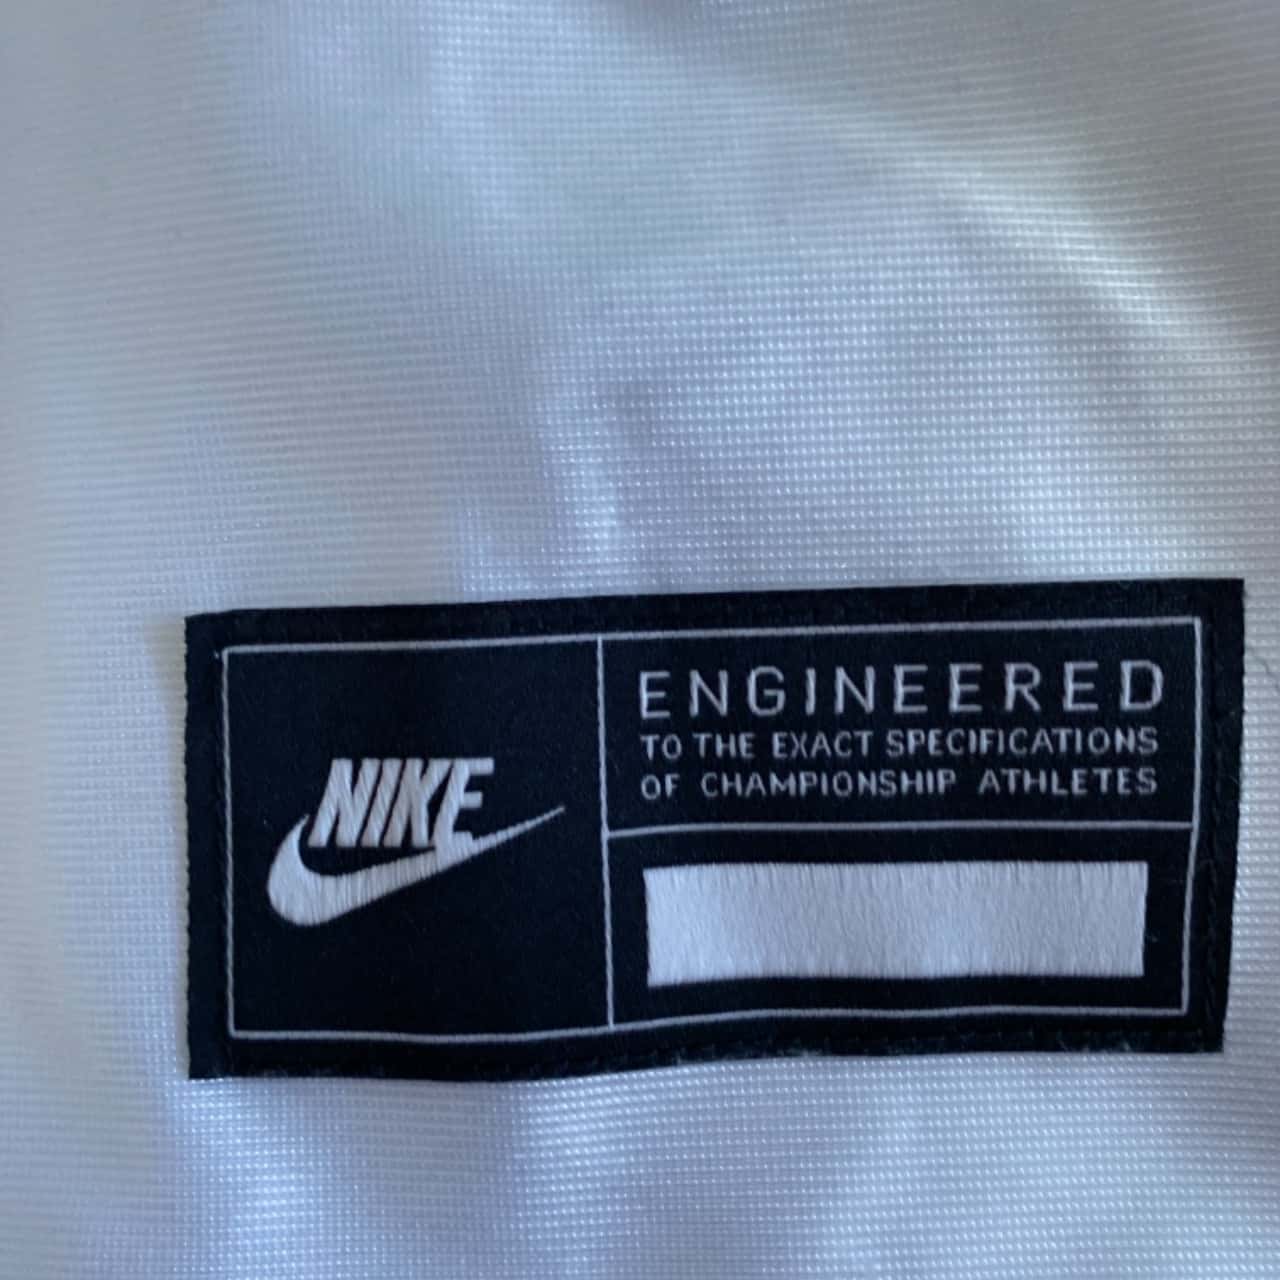 NIKE
ENGINEERED
TO THE EXACT SPECIFICATIONS
OF CHAMPIONSHIP ATHLETES